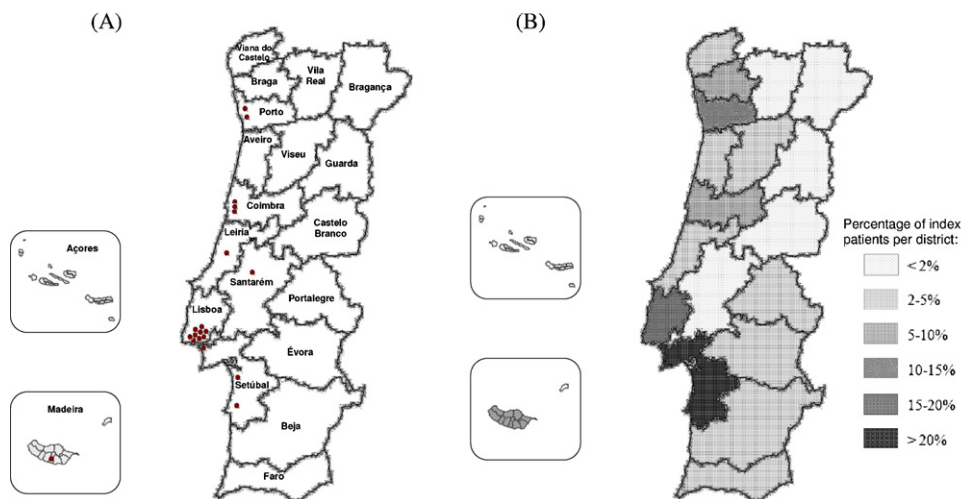 (A)
(B)
Viana do
Castelo
Braga
Vila
Real
Bragança
Porto
Aveiro
Viseu
Guarda
Coimbra
Castelo
Branco
Leiria
Açores
Santarém
Portalegre
Lisboa
Évora
Setúbal
Madeira
Beja
Faro
Percentage of index
patients per district:
<2%
2-5%
5-10%
10-15%
15-20%
>20%